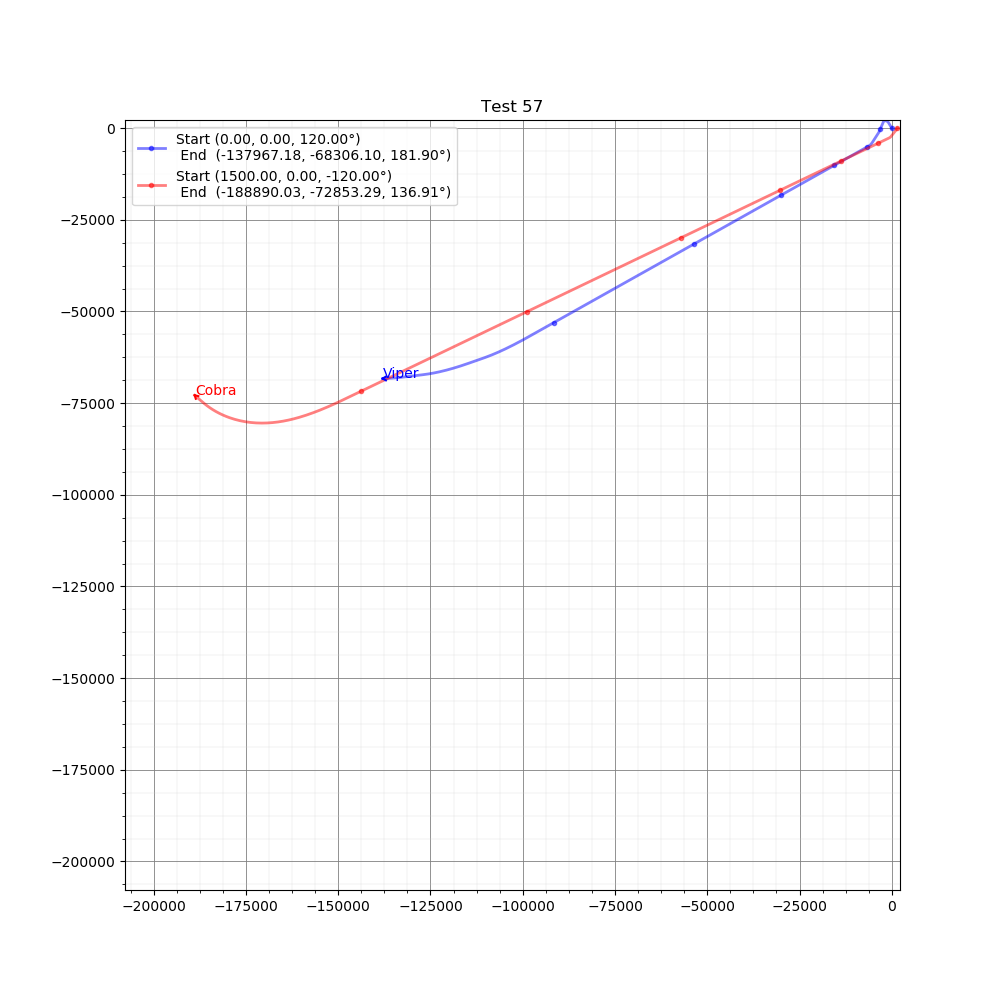 Test 57
Start (0.00, 0.00, 120.00°)
End (-137967.18, -68306.10, 181.90°)
Start (1500.00, 0.00, -120.00°)
End (-188890.03, -72853.29, 136.91°)
0
−25000
−50000
−75000
−100000
−125000
−150000
−175000
−200000
Viper
Cobra
−200000 −175000 −150000 −125000 −100000 −75000 −50000 −25000 0